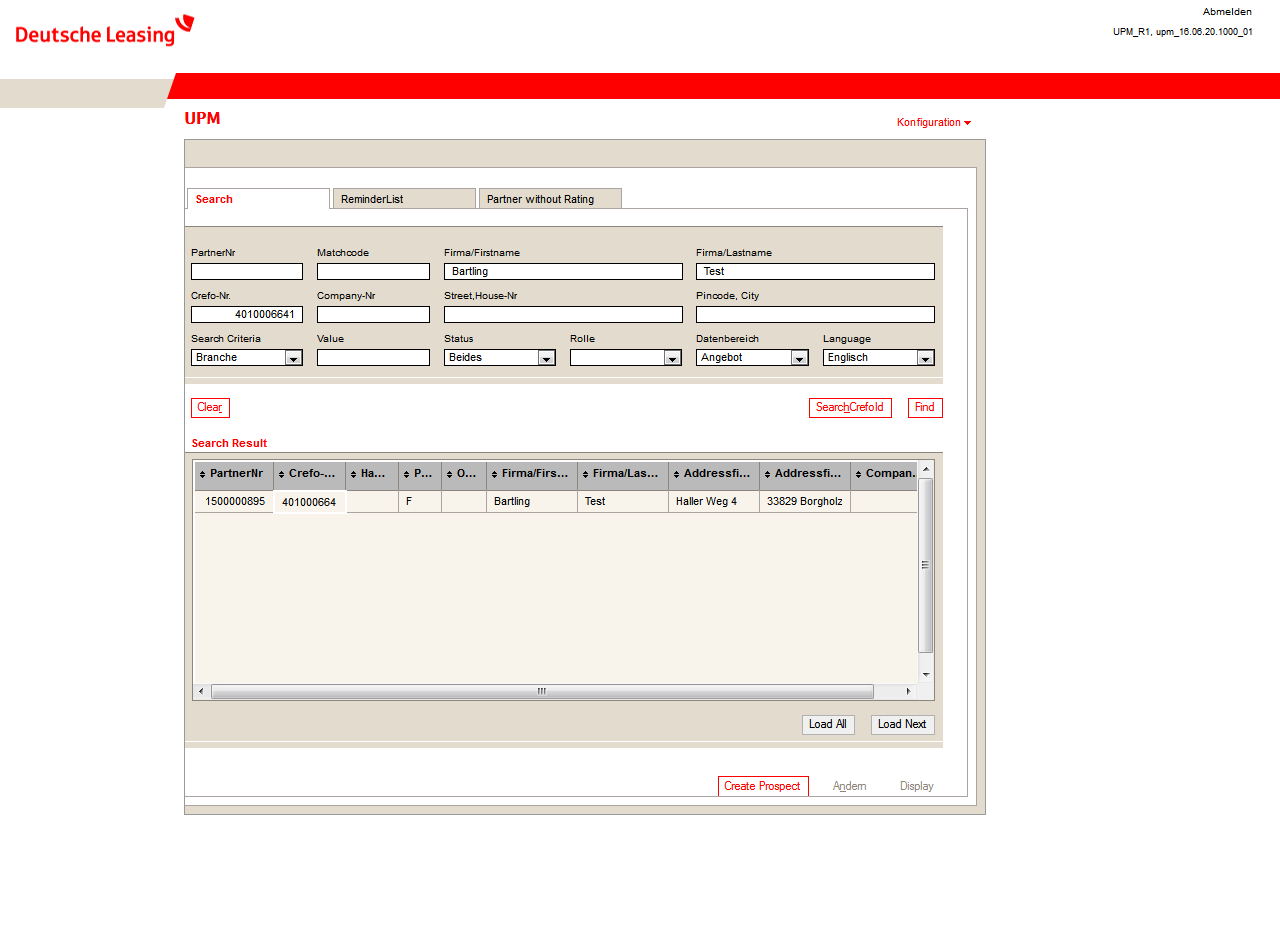 Deutsche Leasing
Abmelden
UPM_R1, upm_16.06.20.1000_01
UPM
Konfiguration
Search ReminderList Partner without Rating
PartnerNr Matchcode Firma/Firstname Firma/Lastname
Bartling Test
Crefo-Nr. Company-Nr Street,House-Nr Pincode, City
4010006641
Search Criteria Value Status Rolle Datenbereich Language
Branche Beides Angebot Englisch
Clear SearchCrefoId Find
Search Result
PartnerNr Crefo-... Ha... P... O... Firma/Firs... Firma/Las... Addressfi... Addressfi... Compan...
1500000895 401000664 F Bartling Test Haller Weg 4 33829 Borgholz
Load All Load Next
Create Prospect Ändern Display